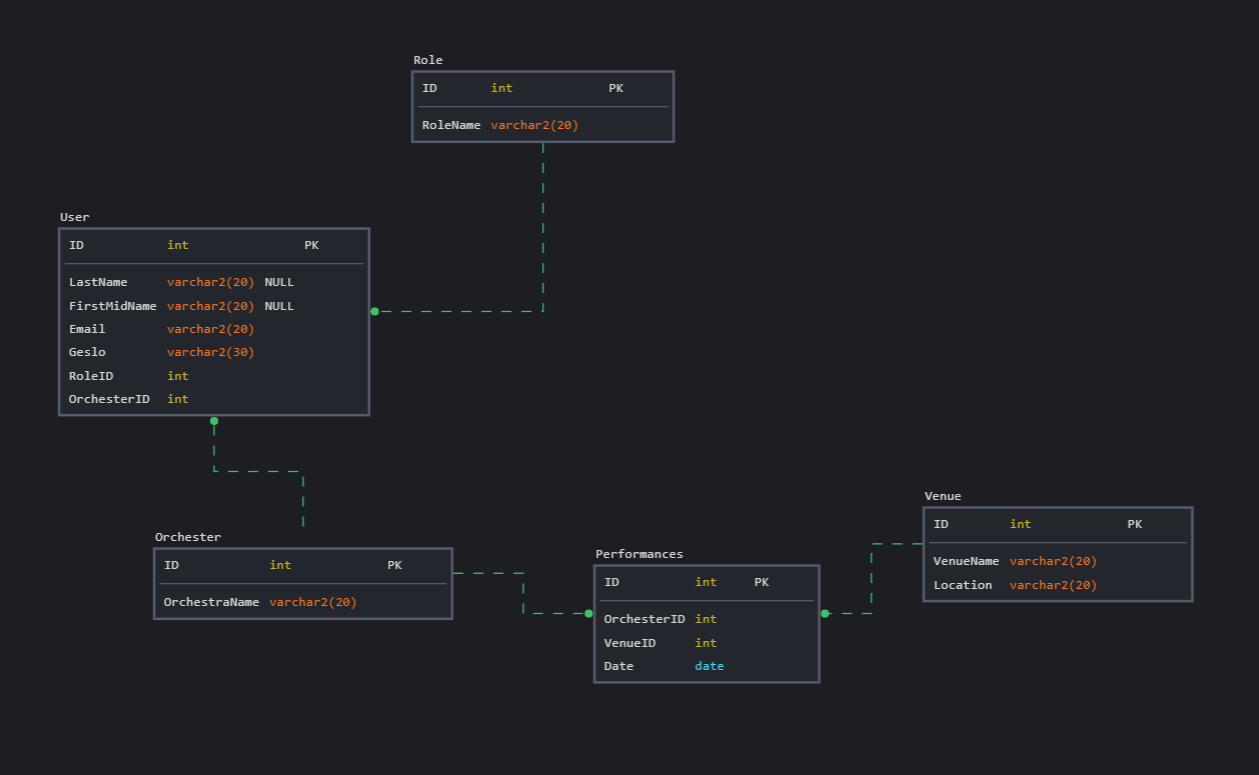 Role
ID int PK
RoleName varchar2(20)
User
ID int PK
LastName varchar2(20) NULL
FirstMidName varchar2(20) NULL
Email varchar2(20)
Geslo varchar2(30)
RoleID int
OrchesterID int
Orchester
ID int PK
OrchestraName varchar2(20)
Performances
ID int PK
OrchesterID int
VenueID int
Date date
Venue
ID int PK
VenueName varchar2(20)
Location varchar2(20)